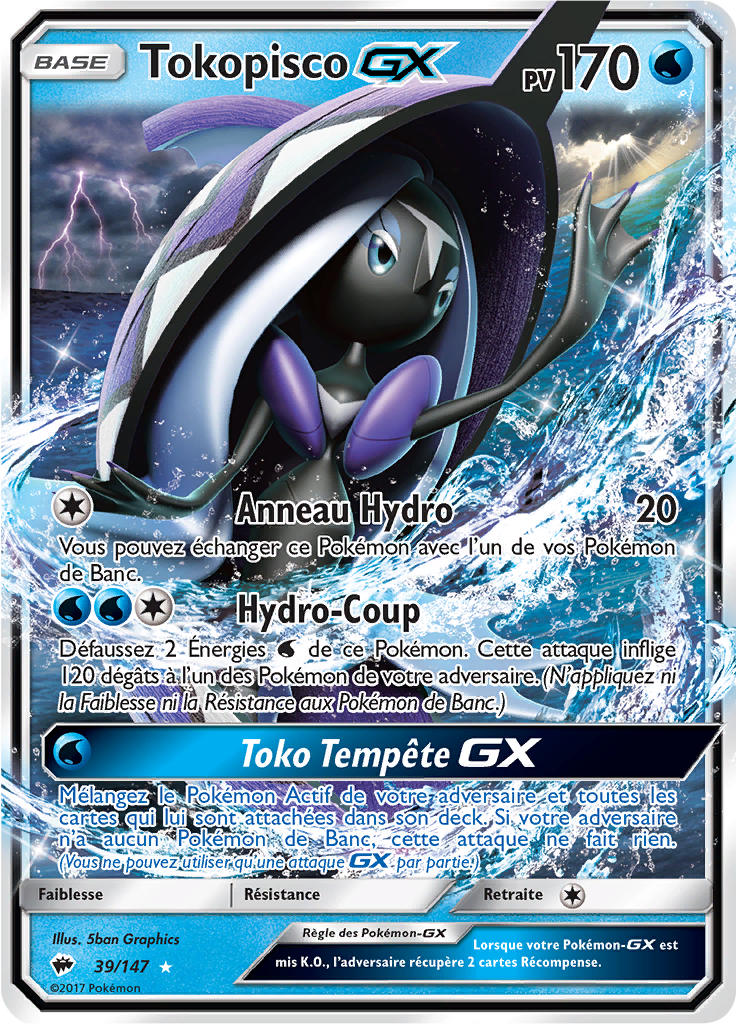 BASE Tokopisco GX PV 170
Anneau Hydro 20
Vous pouvez échanger ce Pokémon avec l'un de vos Pokémon
de Banc.
Hydro-Coup
Défaussez 2 Énergies de ce Pokémon. Cette attaque inflige
120 dégâts à l'un des Pokémon de votre adversaire. (N'appliquez ni
la Faiblesse ni la Résistance aux Pokémon de Banc.)
Toko Tempête GX
Mélangez le Pokémon Actif de votre adversaire et toutes les
cartes qui lui sont attachées dans son deck. Si votre adversaire
n'a aucun Pokémon de Banc, cette attaque ne fait rien.
(Vous ne pouvez utiliser qu'une attaque GX par partie.)
Faiblesse Résistance Retraite
Illus. 5ban Graphics
39/147
©2017 Pokémon
Règle des Pokémon-GX
Lorsque votre Pokémon-GX est
mis K.O., l'adversaire récupère 2 cartes Récompense.